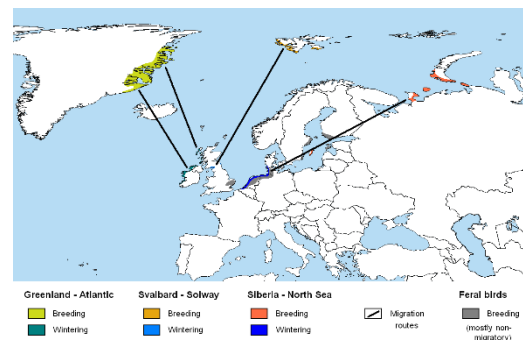 Greenland - Atlantic
Breeding
Wintering
Svalbard - Solway
Breeding
Wintering
Siberia - North Sea
Breeding
Wintering
Migration
routes
Feral birds
Breeding
(mostly non-
migratory)